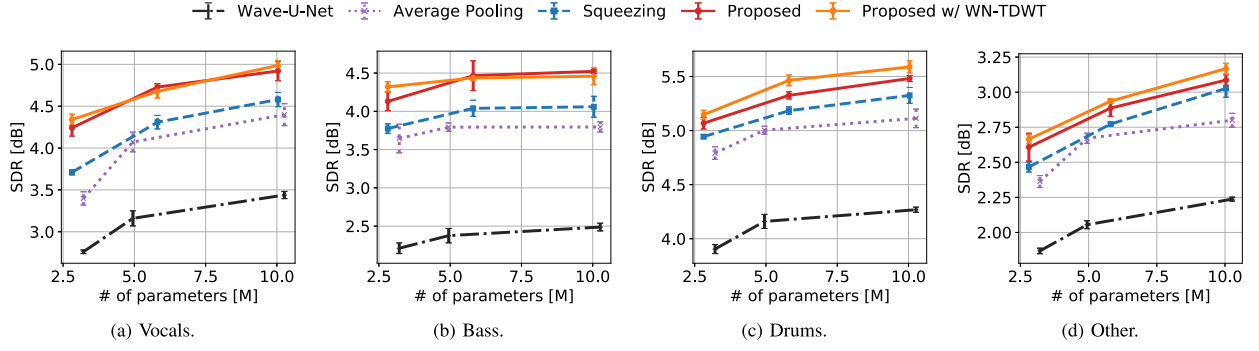 Wave-U-Net Average Pooling Squeezing Proposed Proposed w/ WN-TDWT
SDR [dB]
5.0
4.5
4.0
3.5
3.0
2.5 5.0 7.5 10.0
# of parameters [M]
(a) Vocals.
SDR [dB]
4.5
4.0
3.5
3.0
2.5
2.5 5.0 7.5 10.0
# of parameters [M]
(b) Bass.
SDR [dB]
5.5
5.0
4.5
4.0
2.5 5.0 7.5 10.0
# of parameters [M]
(c) Drums.
SDR [dB]
3.25
3.00
2.75
2.50
2.25
2.00
2.5 5.0 7.5 10.0
# of parameters [M]
(d) Other.